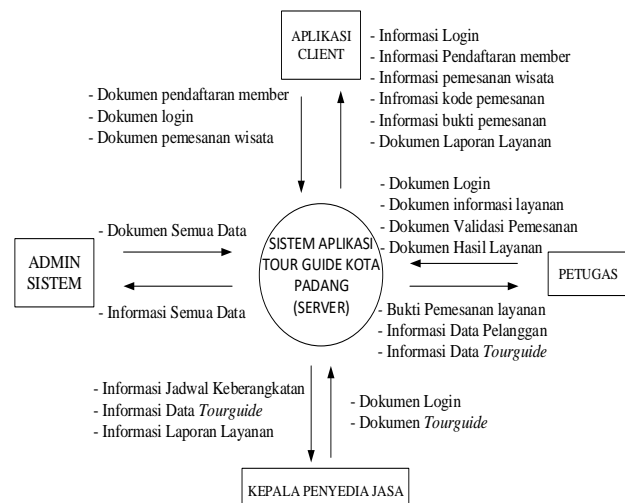 APLIKASI
CLIENT
- Informasi Login
- Informasi Pendaftaran member
- Informasi pemesanan wisata
- Infromasi kode pemesanan
- Informasi bukti pemesanan
- Dokumen Laporan Layanan
- Dokumen pendaftaran member
- Dokumen login
- Dokumen pemesanan wisata
- Dokumen Login
- Dokumen informasi layanan
- Dokumen Validasi Pemesanan
- Dokumen Hasil Layanan
- Dokumen Semua Data
ADMIN
SISTEM
- Informasi Semua Data
SISTEM APLIKASI
TOUR GUIDE KOTA
PADANG
(SERVER)
PETUGAS
- Bukti Pemesanan layanan
- Informasi Data Pelanggan
- Informasi Data Tourguide
- Informasi Jadwal Keberangkatan
- Informasi Data Tourguide
- Informasi Laporan Layanan
- Dokumen Login
- Dokumen Tourguide
KEPALA PENYEDIA JASA